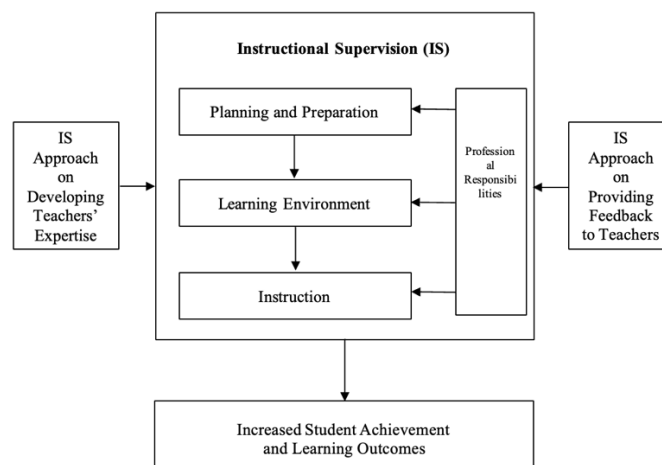 Instructional Supervision (IS)
Planning and Preparation
IS
Approach
on
Developing
Teachers’
Expertise
Profession
al
Responsibi
lities
IS
Approach
on
Providing
Feedback
to Teachers
Learning Environment
Instruction
Increased Student Achievement
and Learning Outcomes